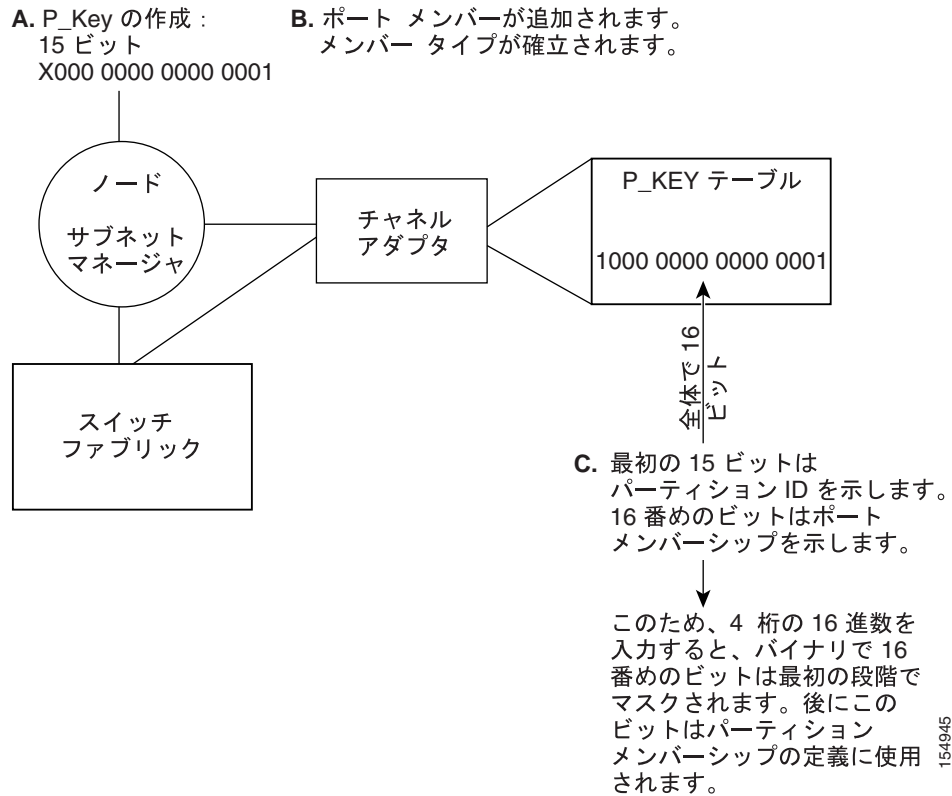 A. P_Key の作成：
15 ビット
X000 0000 0000 0001
B. ポート メンバーが追加されます。
メンバー タイプが確立されます。
ノード
サブネット
マネージャ
チャネル
アダプタ
P_KEY テーブル
1000 0000 0000 0001
スイッチ
ファブリック
全体で 16
ビット
C. 最初の 15 ビットは
パーティション ID を示します。
16 番めのビットはポート
メンバーシップを示します。
このため、4 桁の 16 進数を
入力すると、バイナリで 16
番めのビットは最初の段階で
マスクされます。後にこの
ビットはパーティション
メンバーシップの定義に使用
されます。
154945